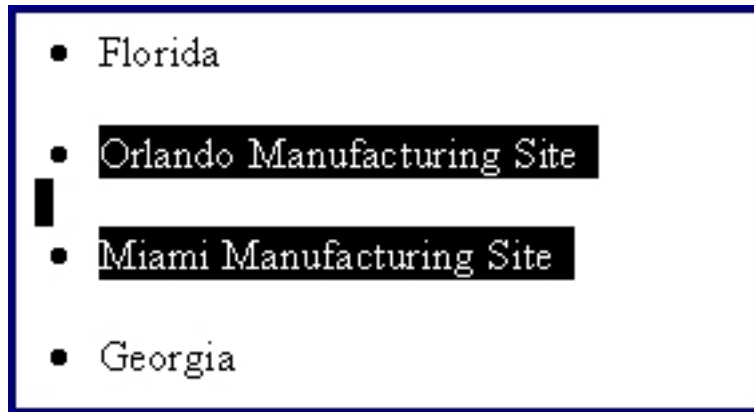 • Florida
• Orlando Manufacturing Site
• Miami Manufacturing Site
• Georgia